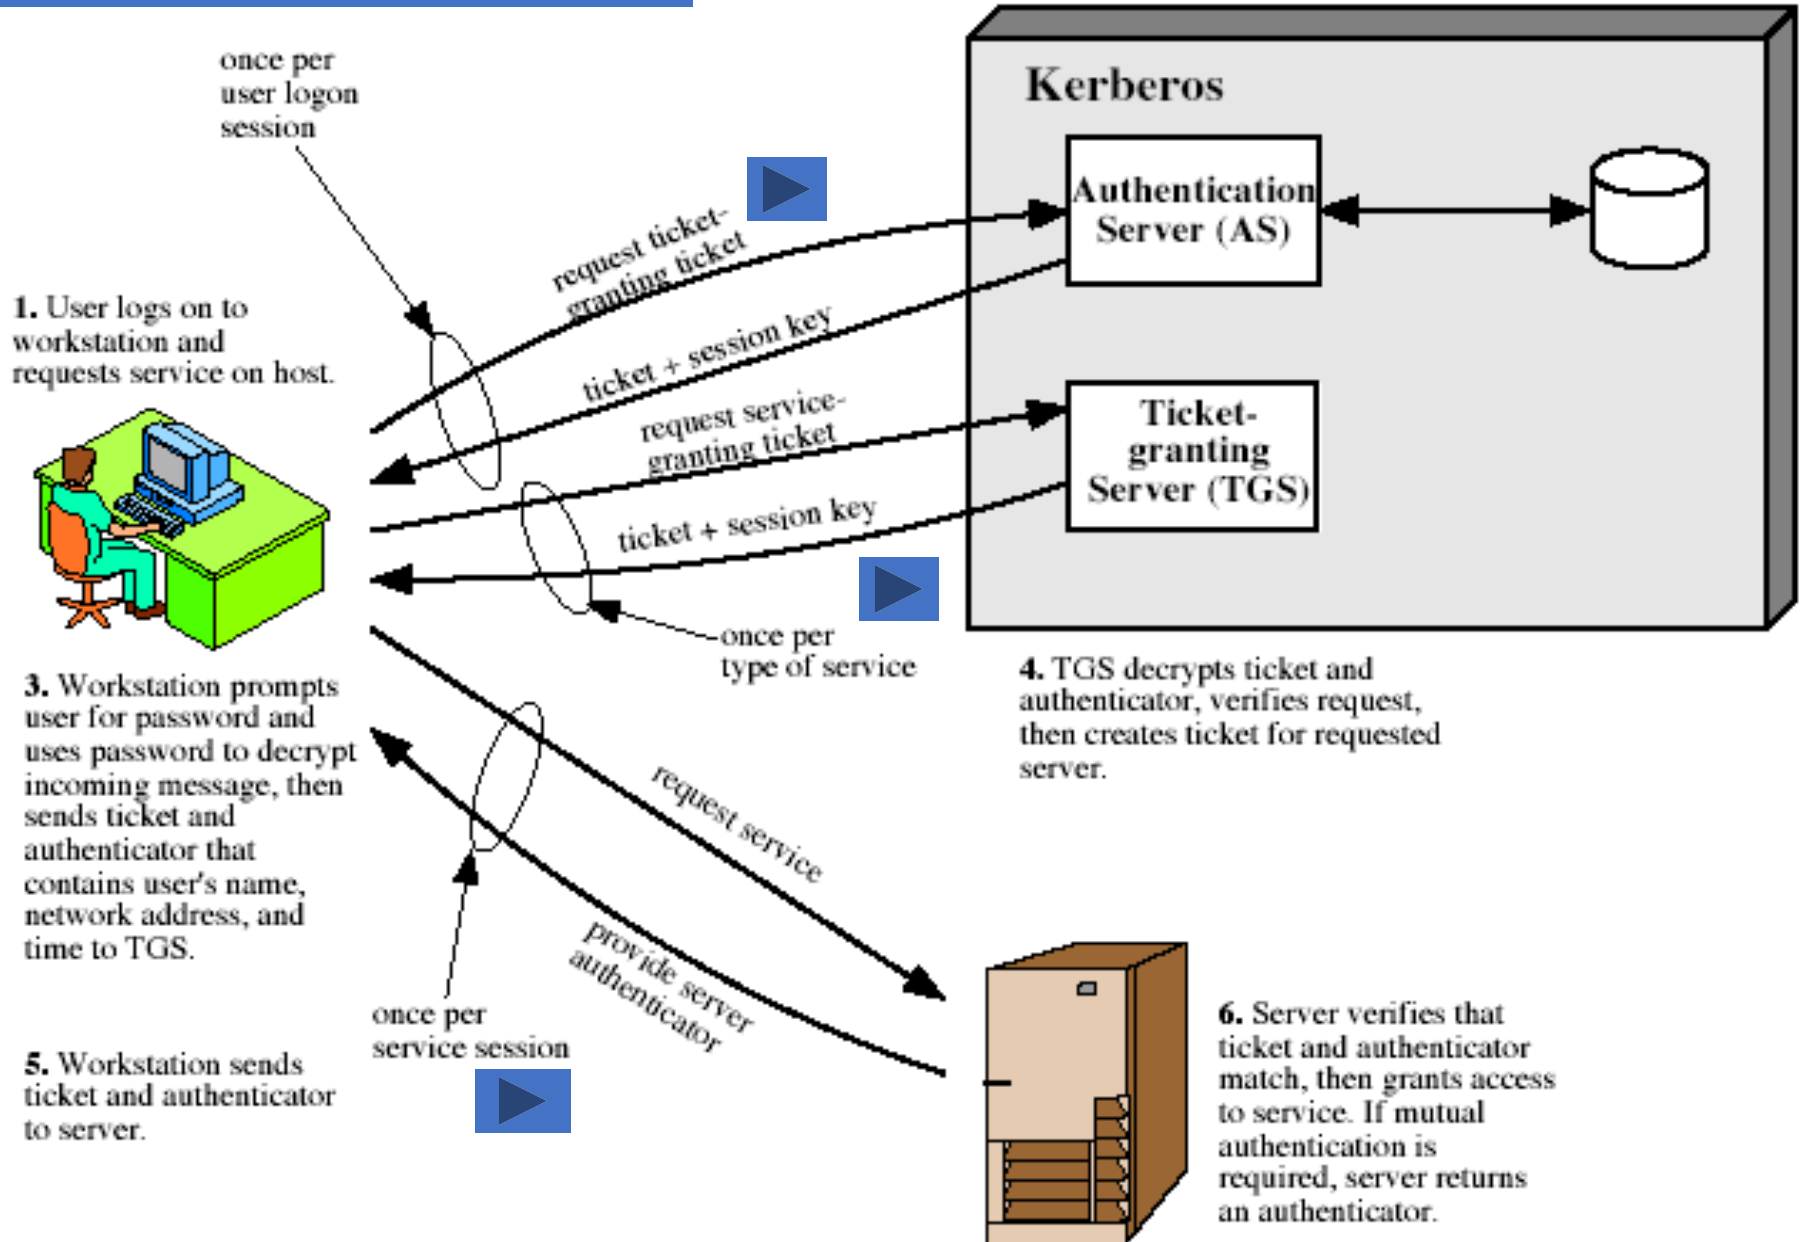 once per
user logon
session
Kerberos
Authentication
Server (AS)
request ticket-
granting ticket
1. User logs on to
workstation and
requests service on host.
ticket + session key
request service-
granting ticket
Ticket-
granting
Server (TGS)
ticket + session key
once per
type of service
3. Workstation prompts
user for password and
uses password to decrypt
incoming message, then
sends ticket and
authenticator that
contains user's name,
network address, and
time to TGS.
4. TGS decrypts ticket and
authenticator, verifies request,
then creates ticket for requested
server.
request service
provide server
authenticator
once per
service session
5. Workstation sends
ticket and authenticator
to server.
6. Server verifies that
ticket and authenticator
match, then grants access
to service. If mutual
authentication is
required, server returns
an authenticator.